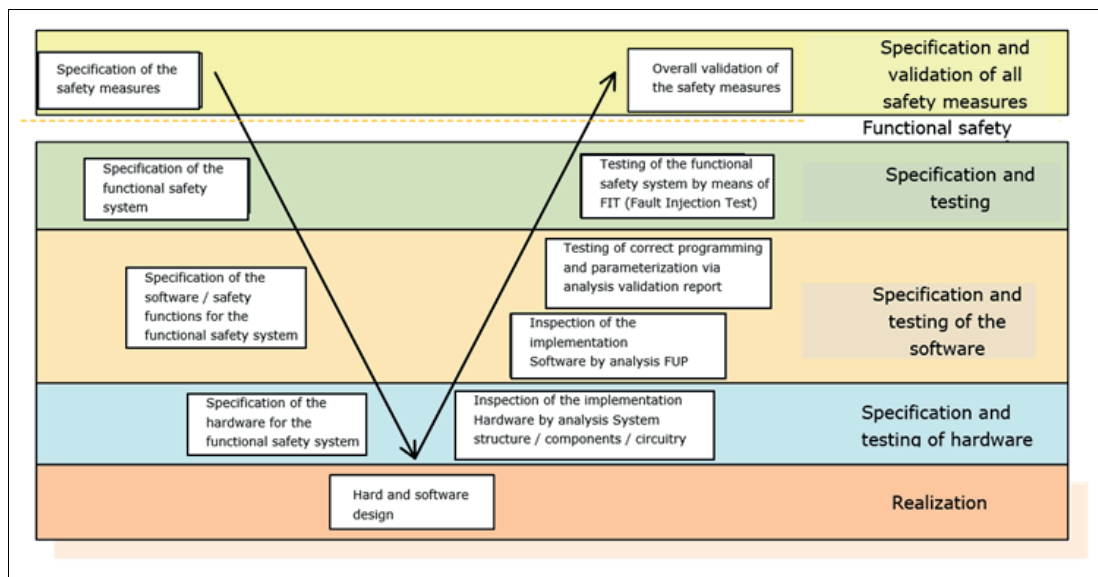 Specification of the
safety measures
Overall validation of
the safety measures
Specification and
validation of all
safety measures
Functional safety
Specification of the
functional safety
system
Testing of the functional
safety system by means of
FIT (Fault Injection Test)
Specification and
testing
Specification of the
software / safety
functions for the
functional safety system
Testing of correct programming
and parameterization via
analysis validation report
Inspection of the
implementation
Software by analysis FUP
Specification and
testing of the
software
Specification of the
hardware for the
functional safety system
Inspection of the implementation
Hardware by analysis System
structure / components / circuitry
Specification and
testing of hardware
Hard and software
design
Realization